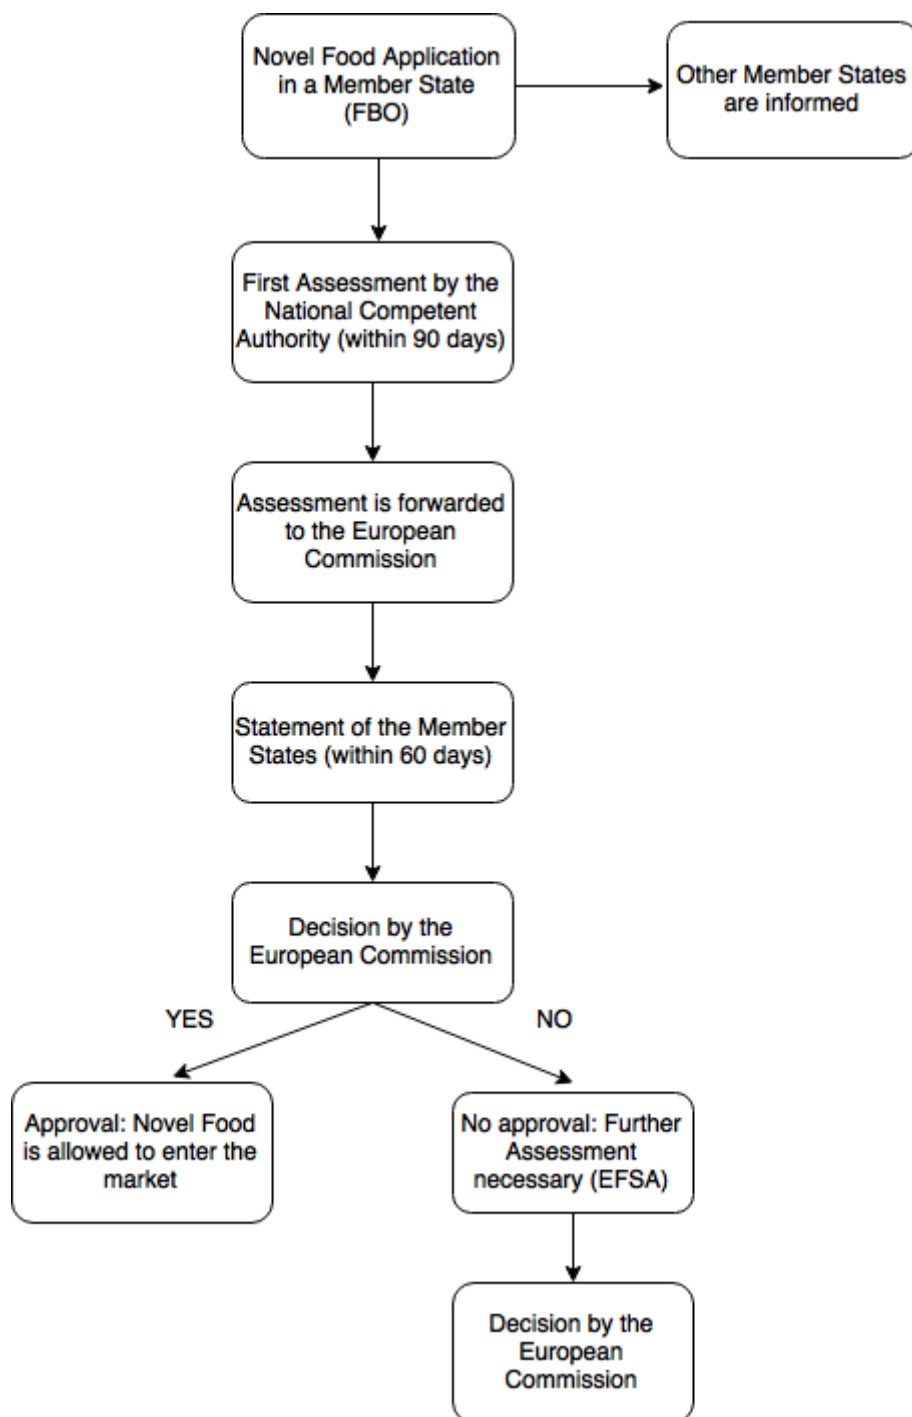 Novel Food Application
in a Member State
(FBO)
Other Member States
are informed
First Assessment by the
National Competent
Authority (within 90 days)
Assessment is forwarded
to the European
Commission
Statement of the Member
States (within 60 days)
Decision by the
European Commission
YES
NO
Approval: Novel Food
is allowed to enter the
market
No approval: Further
Assessment
necessary (EFSA)
Decision by the
European
Commission